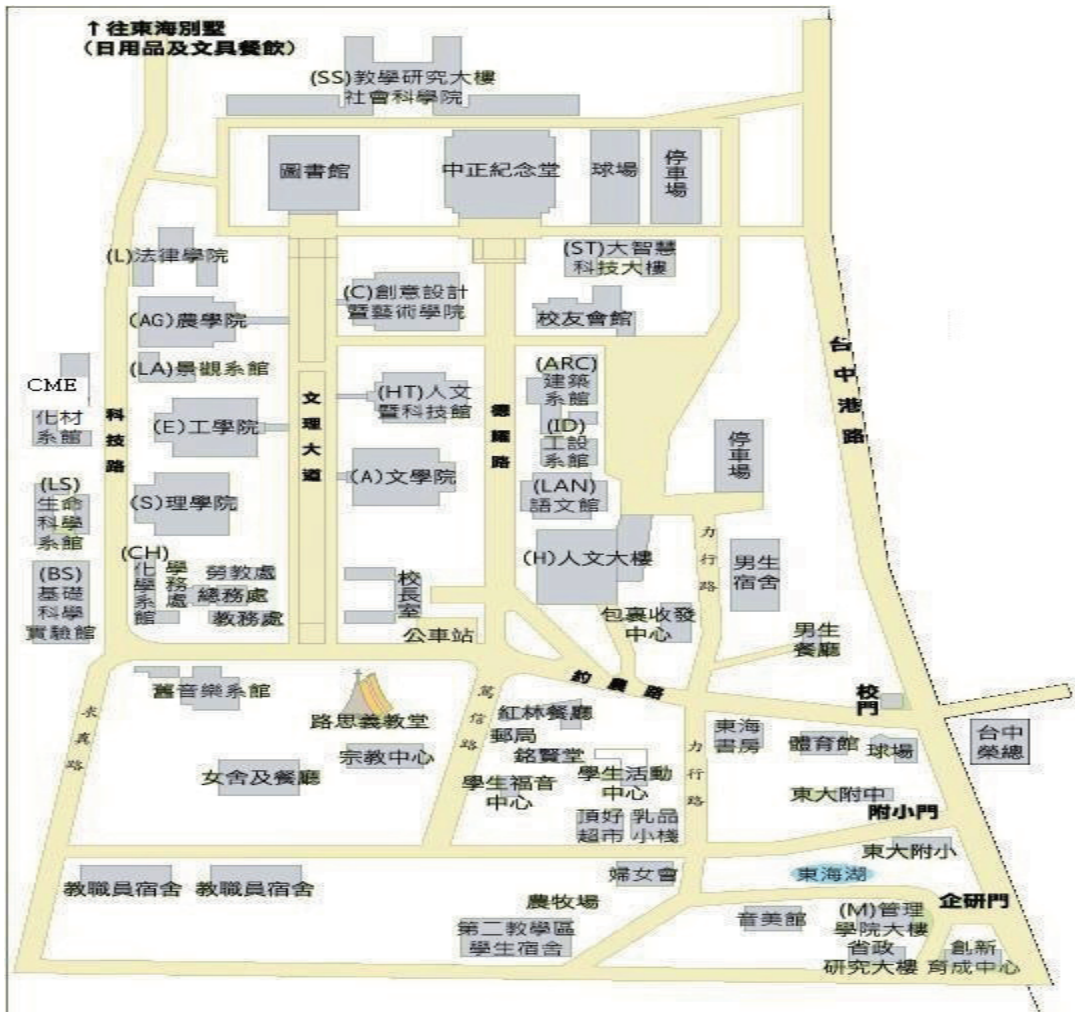 ↑往東海別墅
(日用品及文具餐飲)
(SS)教學研究大樓
社會科學院
圖書館
中正紀念堂
球場
停車場
(L)法律學院
(ST)大智慧
科技大樓
(C)創意設計
暨藝術學院
(AG)農學院
校友會館
台中港路
(LA)景觀系館
(ARC)
建築
系館
CME
化材
系館
科技路
(E)工學院
文理大道
(HT)人文
暨科技館
德耀路
(ID)
工設
系館
停車場
(LS)
生命
科學
系館
(S)理學院
(A)文學院
(LAN)
語文館
(CH)
化學系館
學務處
勞教處
總務處
教務處
(BS)
基礎
科學
實驗館
校長室
(H)人文大樓
力行路
男生
宿舍
公車站
包裹收發
中心
男生
餐廳
舊音樂系館
路思義教堂
約農路
校門
求真路
篤信路
紅林餐廳
郵局
銘賢堂
東海
書房
體育館
球場
台中
榮總
宗教中心
女舍及餐廳
學生福音
中心
學生活動
中心
力行路
東大附中
附小門
頂好
超市
乳品
小棧
東大附小
教職員宿舍
教職員宿舍
婦女會
東海湖
農牧場
企研門
第二教學區
學生宿舍
音美館
(M)管理
學院大樓
省政
研究大樓
創新
育成中心